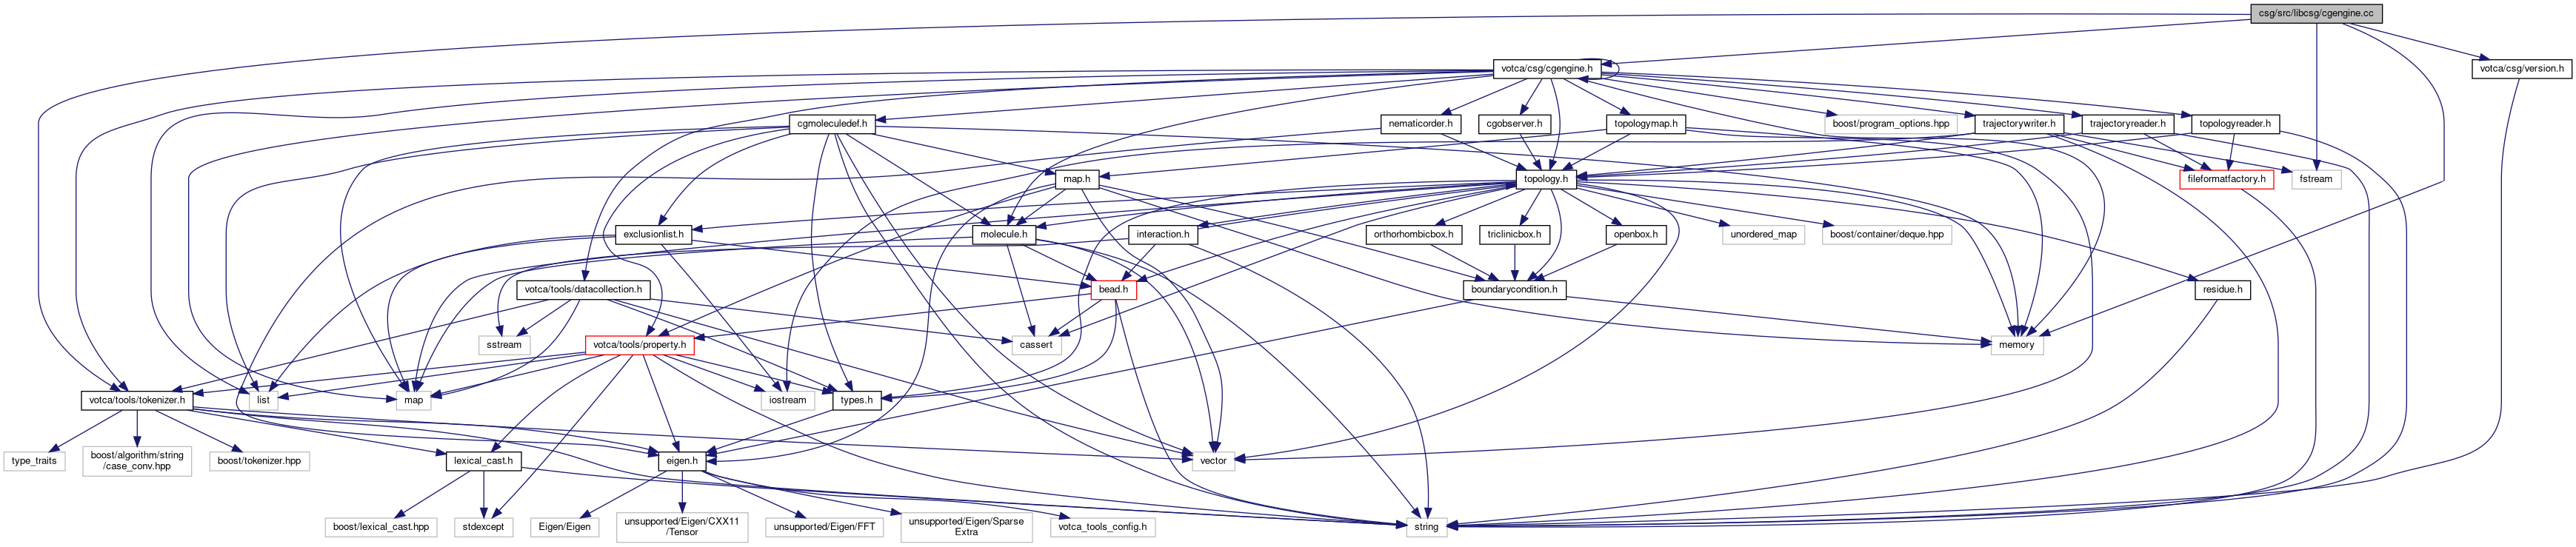 csg/src/libcsg/cgengine.cc
votca/csg/cgengine.h
votca/csg/version.h
cgmoleculedef.h
nematicorder.h
cgobserver.h
topologymap.h
boost/program_options.hpp
trajectorywriter.h
trajectoryreader.h
topologyreader.h
map.h
topology.h
fileformatfactory.h
fstream
exclusionlist.h
molecule.h
interaction.h
orthorhombicbox.h
triclinicbox.h
openbox.h
unordered_map
boost/container/deque.hpp
votca/tools/datacollection.h
bead.h
boundarycondition.h
residue.h
sstream
votca/tools/property.h
cassert
memory
votca/tools/tokenizer.h
list
map
iostream
types.h
type_traits
boost/algorithm/string
/case_conv.hpp
boost/tokenizer.hpp
lexical_cast.h
eigen.h
vector
boost/lexical_cast.hpp
stdexcept
Eigen/Eigen
unsupported/Eigen/CXX11
/Tensor
unsupported/Eigen/FFT
unsupported/Eigen/Sparse
Extra
votca_tools_config.h
string